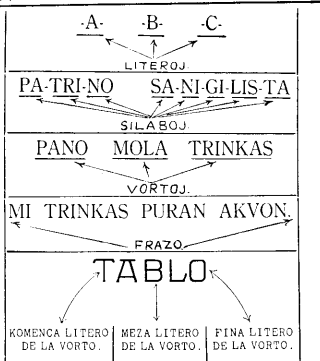 -A- -B- -C-
LITEROJ.
PA-TRI-NO SA-NI-GI-LIS-TA
SILABOJ.
PANO MOLA TRINKAS
VORTOJ.
MI TRINKAS PURAN AKVON.
FRAZO.
TABLO
KOMENCA LITERO DE LA VORTO.
MEZA LITERO DE LA VORTO.
FINA LITERO DE LA VORTO.